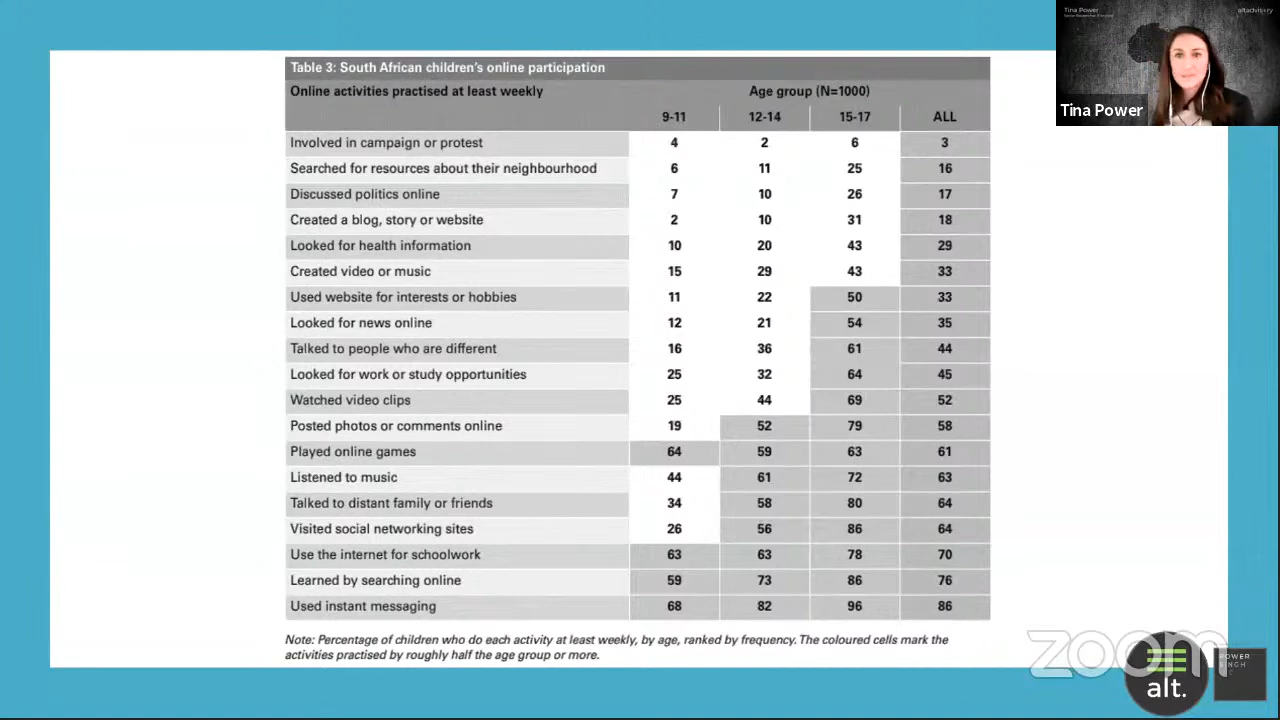 Tina Power
altadvisory
Tina Power
Table 3: South African children's online participation
Online activities practised at least weekly Age group (N=1000)
9-11 12-14 15-17 ALL
Involved in campaign or protest 4 2 6 3
Searched for resources about their neighbourhood 6 11 25 16
Discussed politics online 7 10 26 17
Created a blog, story or website 2 10 31 18
Looked for health information 10 20 43 29
Created video or music 15 29 43 33
Used website for interests or hobbies 11 22 50 33
Looked for news online 12 21 54 35
Talked to people who are different 16 36 61 44
Looked for work or study opportunities 25 32 64 45
Watched video clips 25 44 69 52
Posted photos or comments online 19 52 79 58
Played online games 64 59 63 61
Listened to music 44 61 72 63
Talked to distant family or friends 34 58 80 64
Visited social networking sites 26 56 86 64
Use the internet for schoolwork 63 63 78 70
Learned by searching online 59 73 86 76
Used instant messaging 68 82 96 86
Note: Percentage of children who do each activity at least weekly, by age, ranked by frequency. The coloured cells mark the
activities practised by roughly half the age group or more.
zoom
alt.
POWER
SINGH